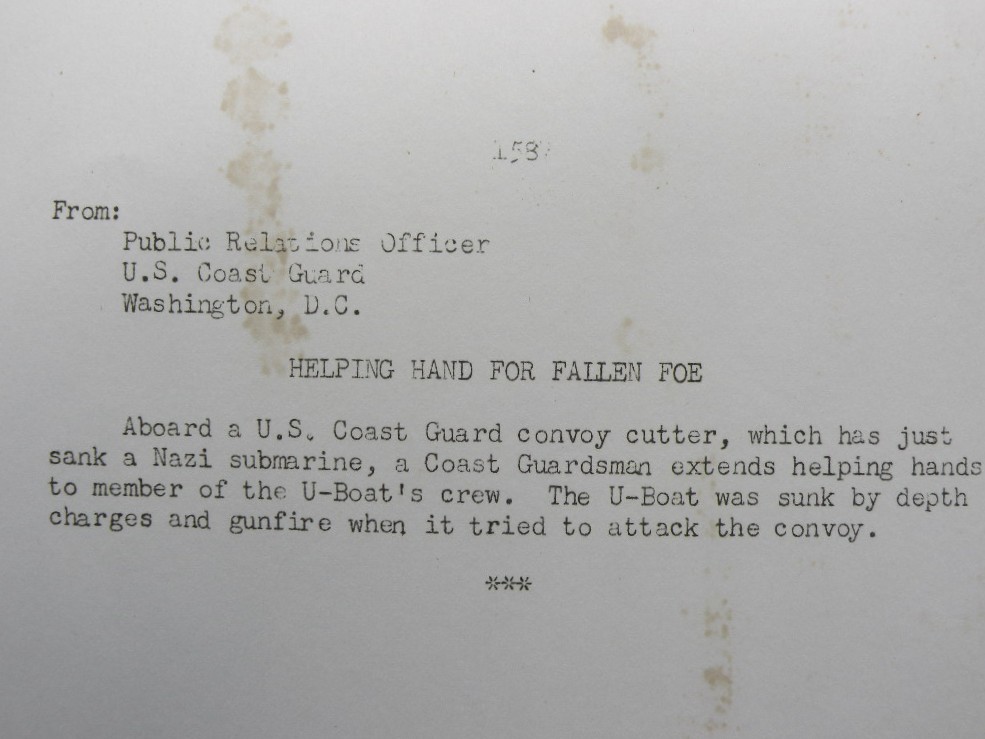 158
From:
Public Relations Officer
U.S. Coast Guard
Washington, D.C.
HELPING HAND FOR FALLEN FOE
Aboard a U.S. Coast Guard convoy cutter, which has just
sank a Nazi submarine, a Coast Guardsman extends helping hands
to member of the U-Boat's crew. The U-Boat was sunk by depth
charges and gunfire when it tried to attack the convoy.
***